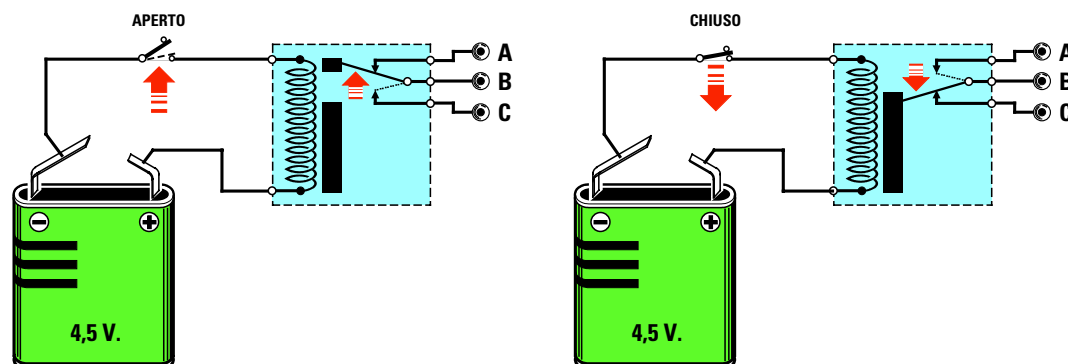 APERTO
A
B
C
− +
4,5 V.
CHIUSO
A
B
C
− +
4,5 V.